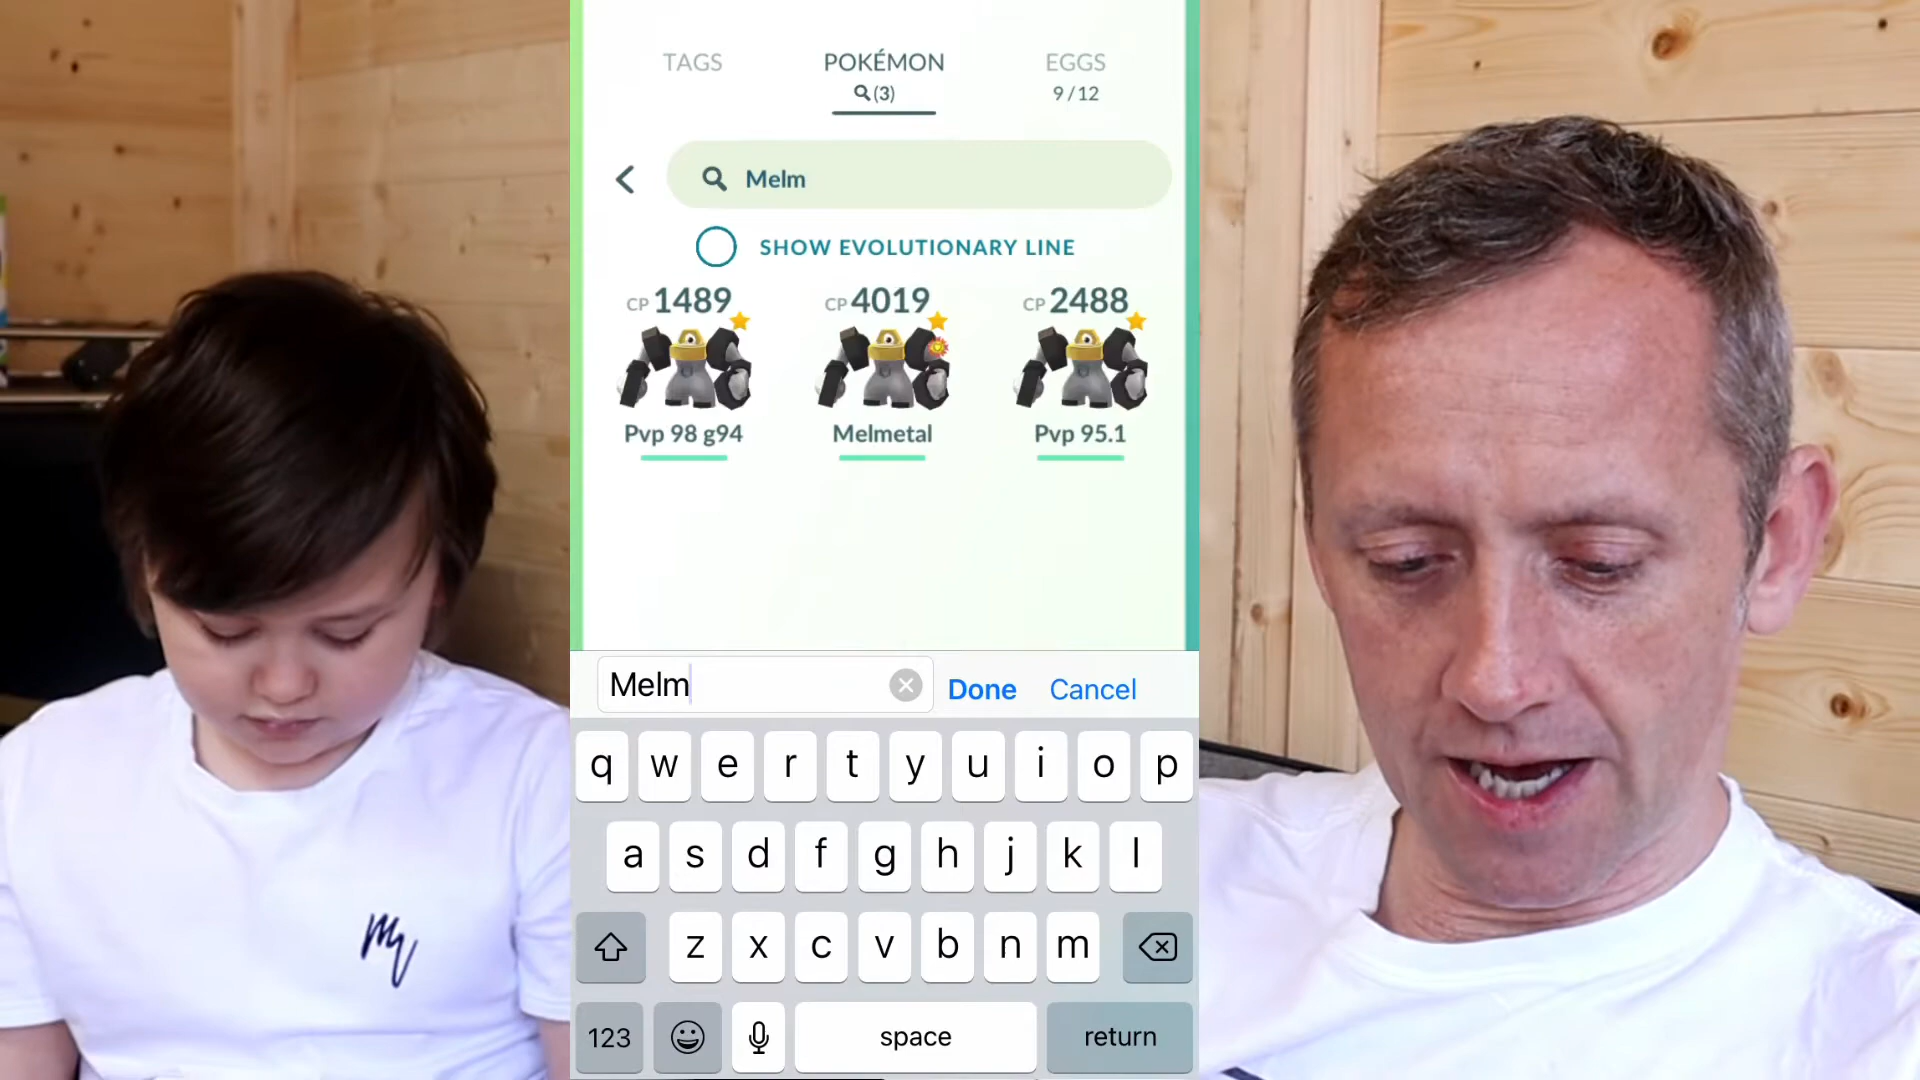 TAGS
POKÉMON
(3)
EGGS
9 / 12
Melm
SHOW EVOLUTIONARY LINE
CP 1489
CP 4019
CP 2488
Pvp 98 g94
Melmetal
Pvp 95.1
Melm
Done
Cancel
q w e r t y u i o p
a s d f g h j k l
z x c v b n m
123
space
return